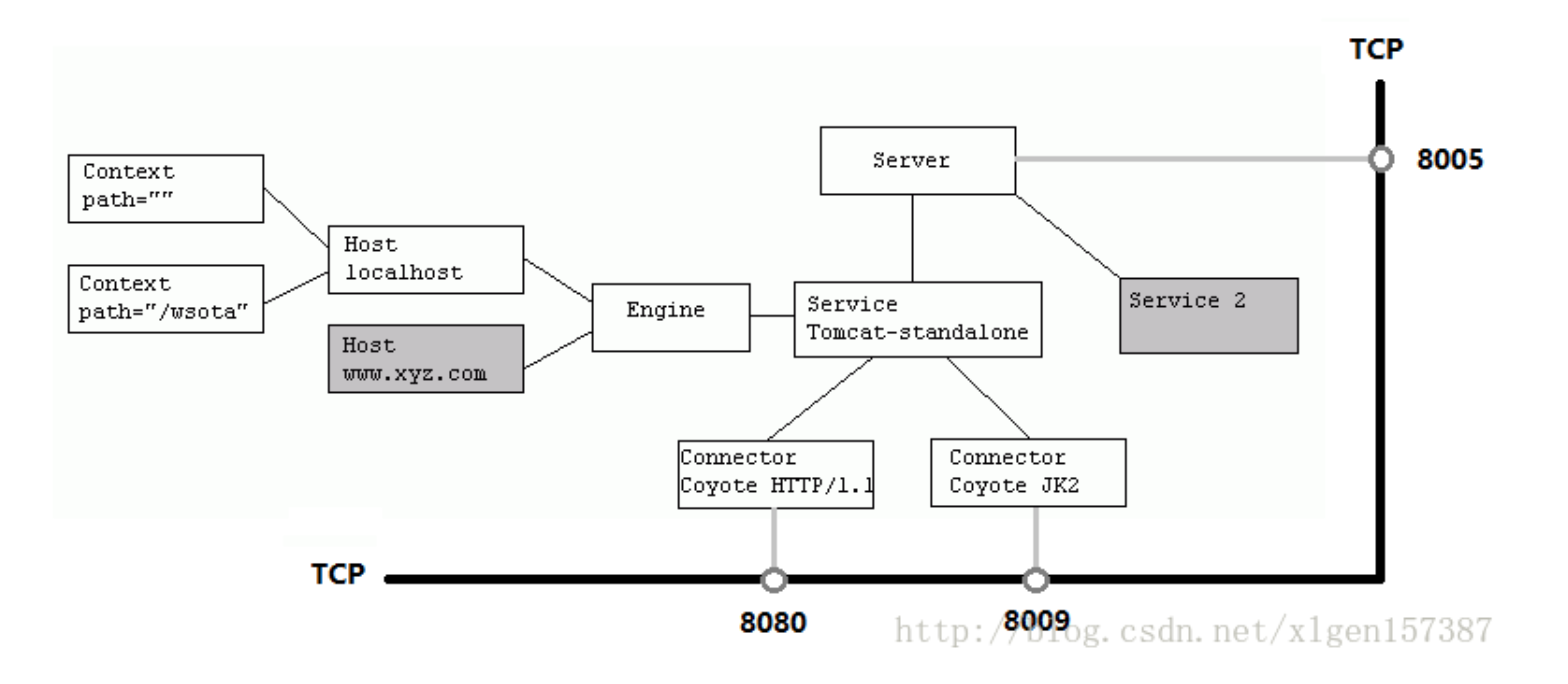 TCP
Server
8005
Context
path=""
Host
localhost
Context
path="/wsota"
Engine
Service
Tomcat-standalone
Service 2
Host
www.xyz.com
Connector
Coyote HTTP/1.1
Connector
Coyote JK2
TCP
8080
8009
http://blog.csdn.net/xlgen157387